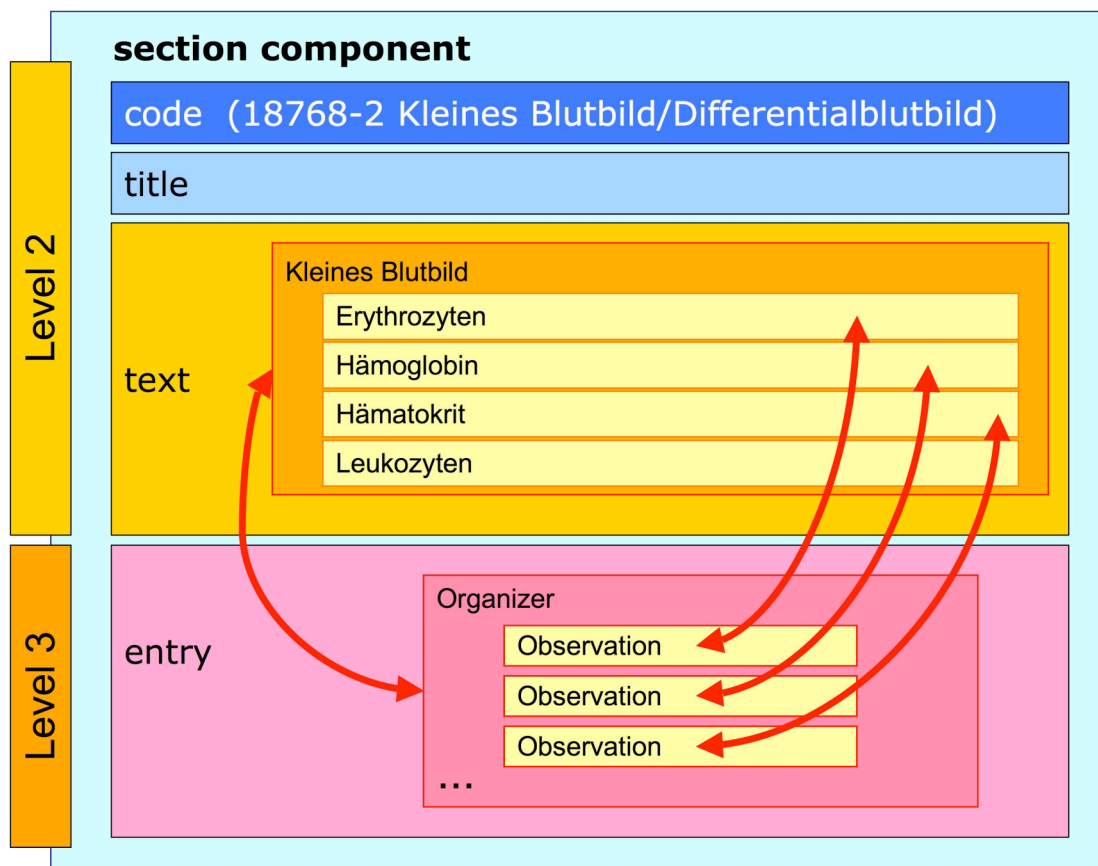 section component
code (18768-2 Kleines Blutbild/Differentialblutbild)
title
Level 2
text
Kleines Blutbild
Erythrozyten
Hämoglobin
Hämatokrit
Leukozyten
Level 3
entry
Organizer
Observation
Observation
Observation
...